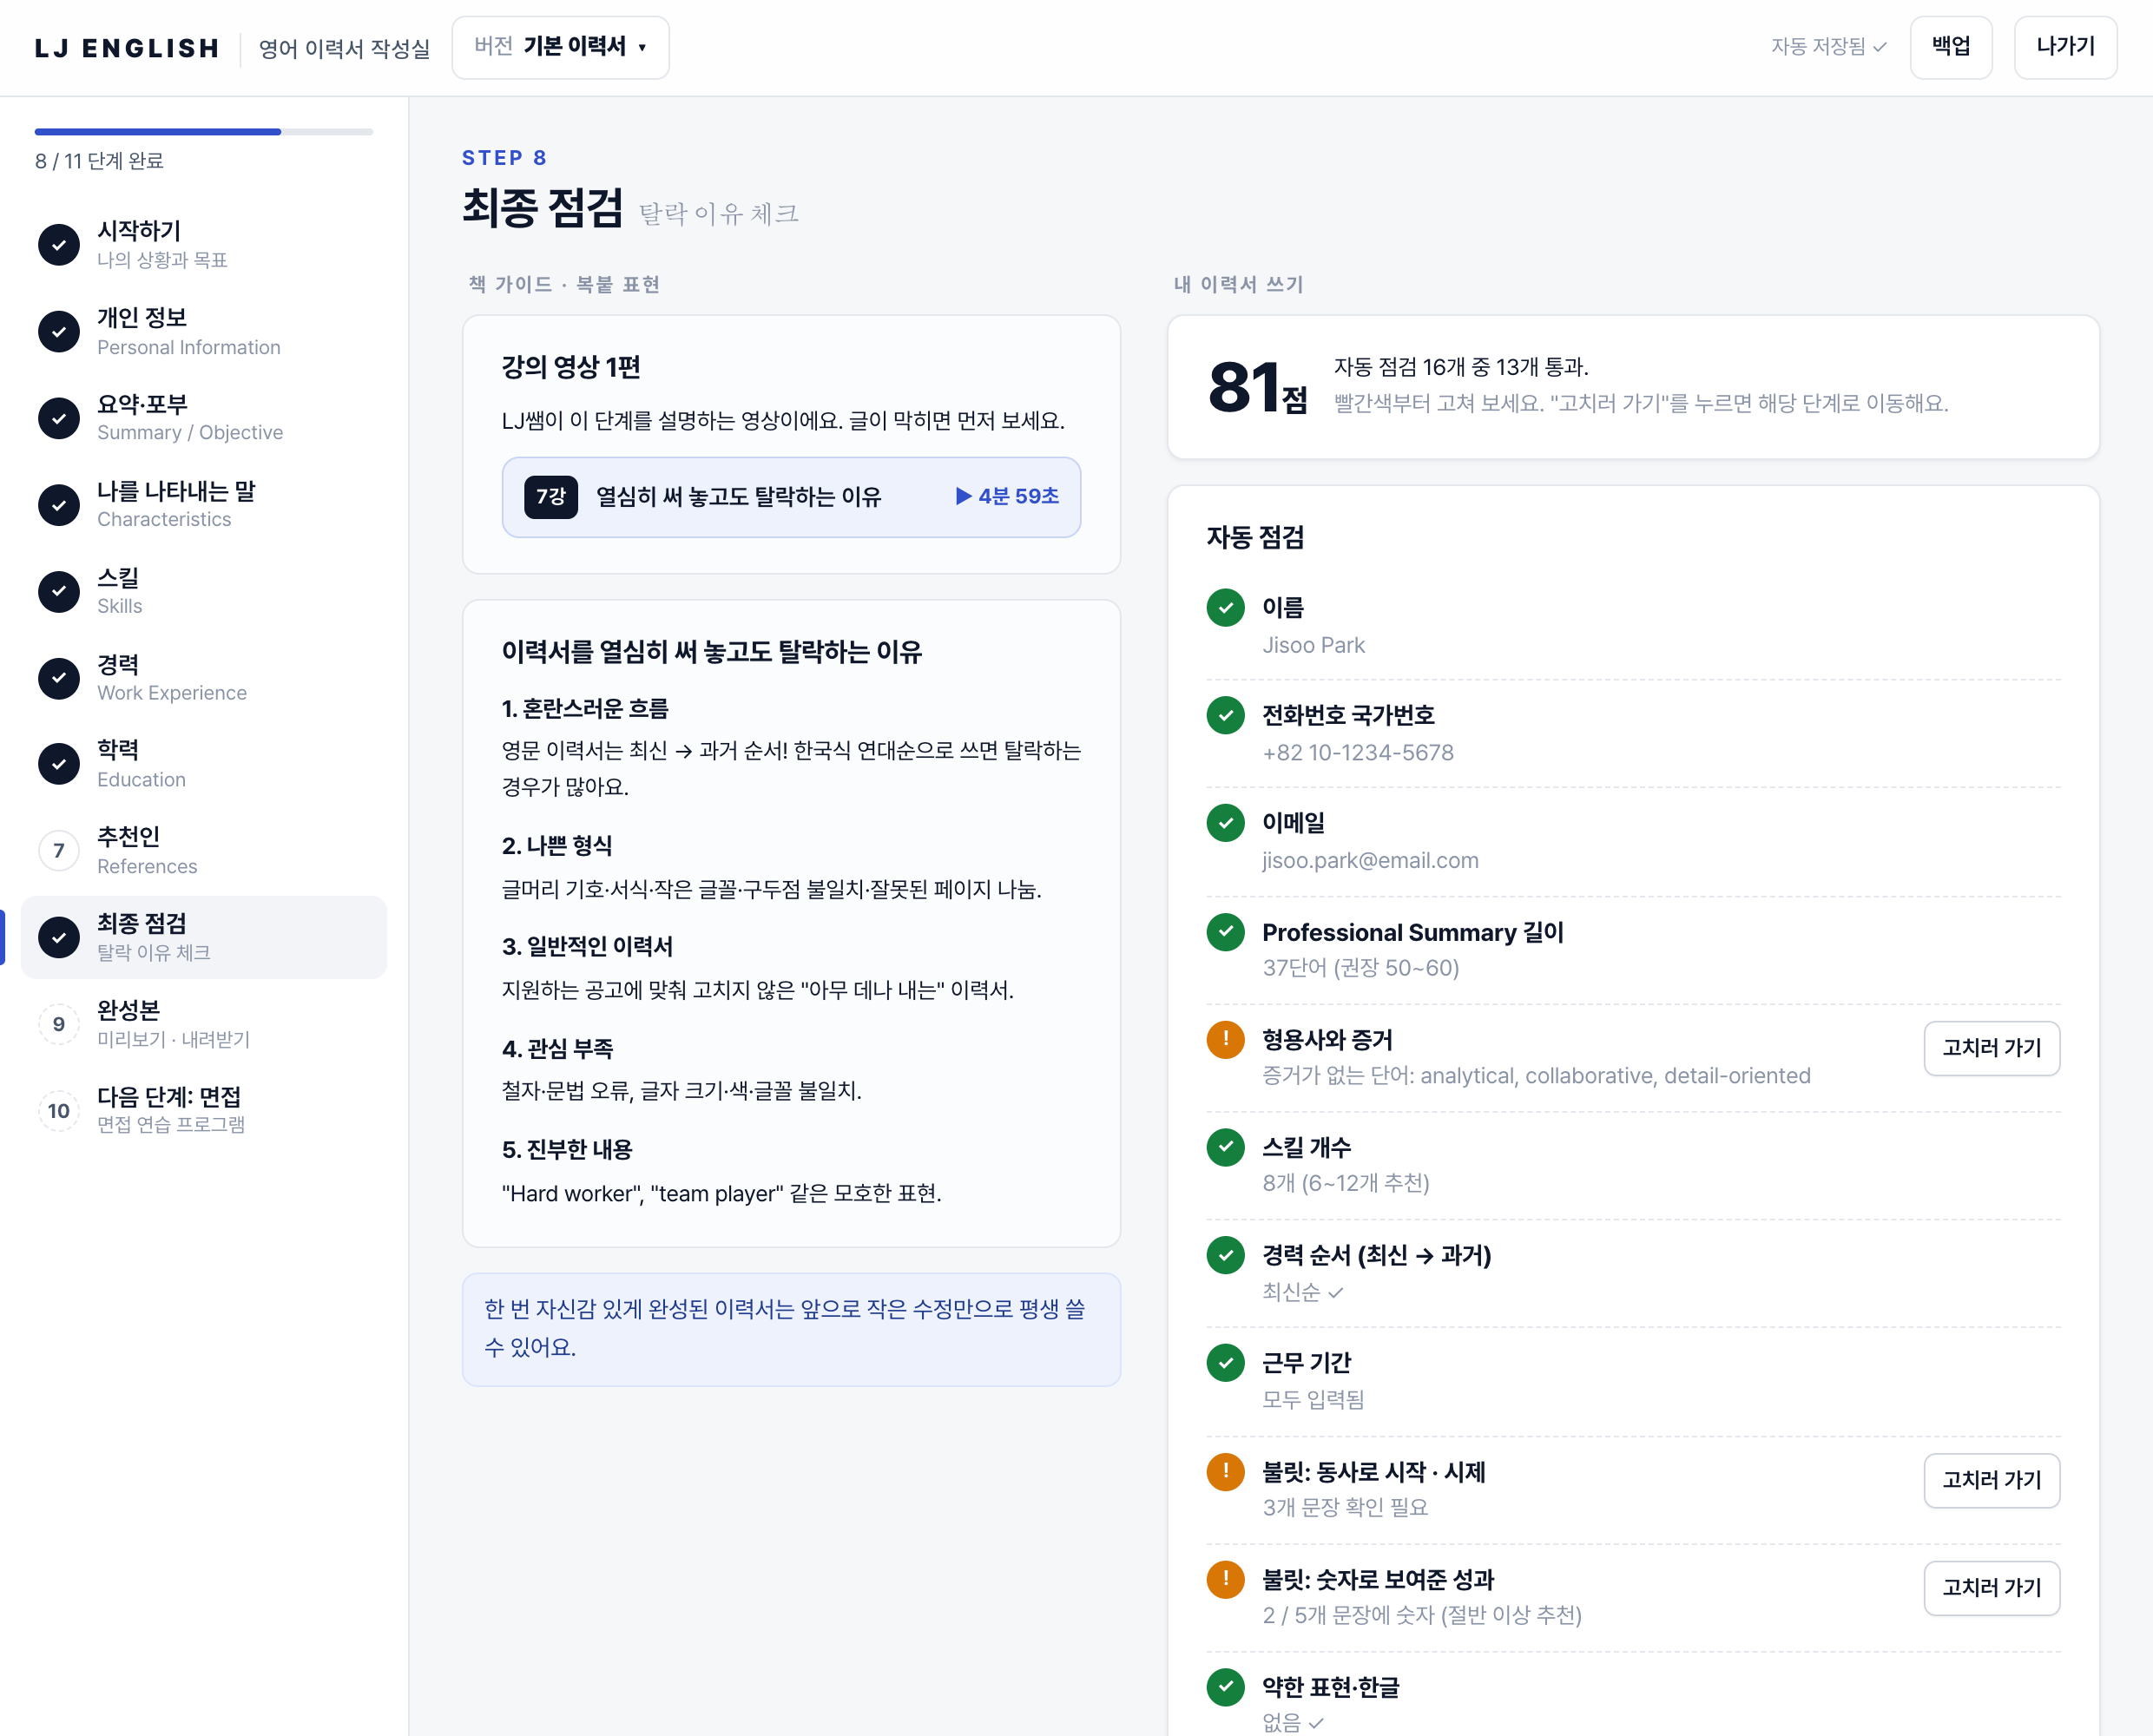 LJ ENGLISH
영어 이력서 작성실
버전 기본 이력서 ▾
자동 저장됨 ✓
백업
나가기
8 / 11 단계 완료
시작하기
나의 상황과 목표
개인 정보
Personal Information
요약·포부
Summary / Objective
나를 나타내는 말
Characteristics
스킬
Skills
경력
Work Experience
학력
Education
7
추천인
References
최종 점검
탈락 이유 체크
9
완성본
미리보기 · 내려받기
10
다음 단계: 면접
면접 연습 프로그램
STEP 8
최종 점검 탈락 이유 체크
책 가이드 · 복붙 표현
강의 영상 1편
LJ쌤이 이 단계를 설명하는 영상이에요. 글이 막히면 먼저 보세요.
7강 열심히 써 놓고도 탈락하는 이유 ▶ 4분 59초
이력서를 열심히 써 놓고도 탈락하는 이유
1. 혼란스러운 흐름
영문 이력서는 최신 → 과거 순서! 한국식 연대순으로 쓰면 탈락하는
경우가 많아요.
2. 나쁜 형식
글머리 기호·서식·작은 글꼴·구두점 불일치·잘못된 페이지 나눔.
3. 일반적인 이력서
지원하는 공고에 맞춰 고치지 않은 "아무 데나 내는" 이력서.
4. 관심 부족
철자·문법 오류, 글자 크기·색·글꼴 불일치.
5. 진부한 내용
"Hard worker", "team player" 같은 모호한 표현.
한 번 자신감 있게 완성된 이력서는 앞으로 작은 수정만으로 평생 쓸
수 있어요.
내 이력서 쓰기
81점
자동 점검 16개 중 13개 통과.
빨간색부터 고쳐 보세요. "고치러 가기"를 누르면 해당 단계로 이동해요.
자동 점검
이름
Jisoo Park
전화번호 국가번호
+82 10-1234-5678
이메일
jisoo.park@email.com
Professional Summary 길이
37단어 (권장 50~60)
형용사와 증거
증거가 없는 단어: analytical, collaborative, detail-oriented
고치러 가기
스킬 개수
8개 (6~12개 추천)
경력 순서 (최신 → 과거)
최신순 ✓
근무 기간
모두 입력됨
불릿: 동사로 시작 · 시제
3개 문장 확인 필요
고치러 가기
불릿: 숫자로 보여준 성과
2 / 5개 문장에 숫자 (절반 이상 추천)
고치러 가기
약한 표현·한글
없음 ✓